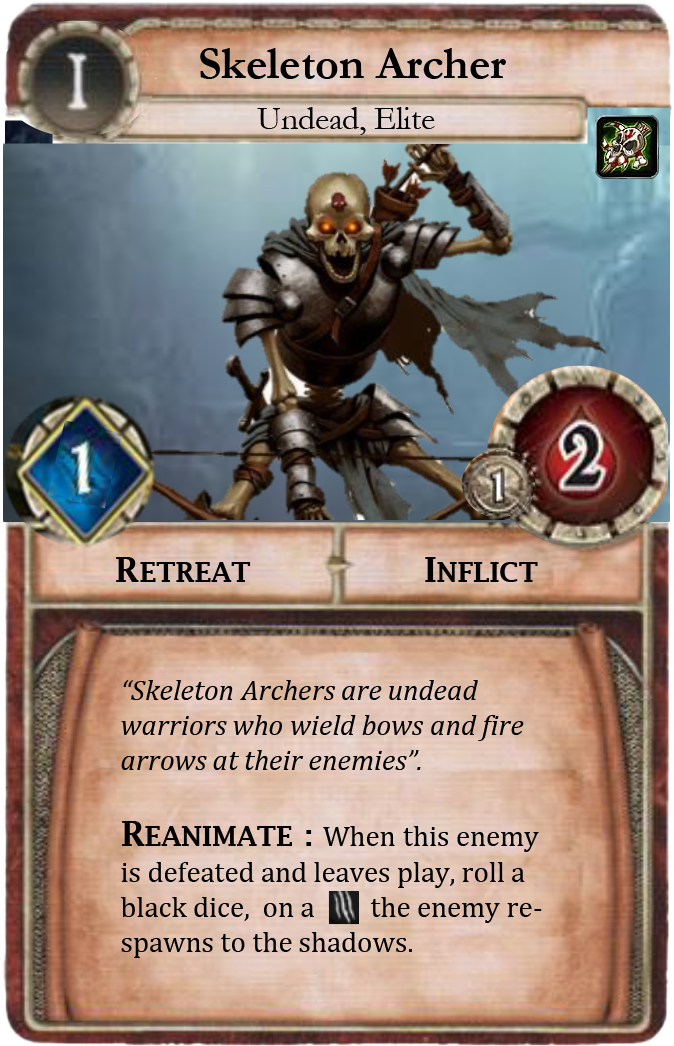 I
Skeleton Archer
Undead, Elite
1
1
2
RETREAT
INFLICT
“Skeleton Archers are undead
warriors who wield bows and fire
arrows at their enemies”.
REANIMATE : When this enemy
is defeated and leaves play, roll a
black dice, on a the enemy re-
spawns to the shadows.